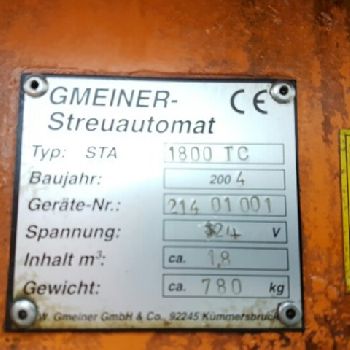 GMEINER- CE
Streuautomat
Typ: STA 1800 TC
Baujahr: 2004
Geräte-Nr.: 214 01 001
Spannung: 24 V
Inhalt m³: ca. 1,8
Gewicht: ca. 780 kg
W. Gmeiner GmbH & Co., 92245 Kümmersbruck